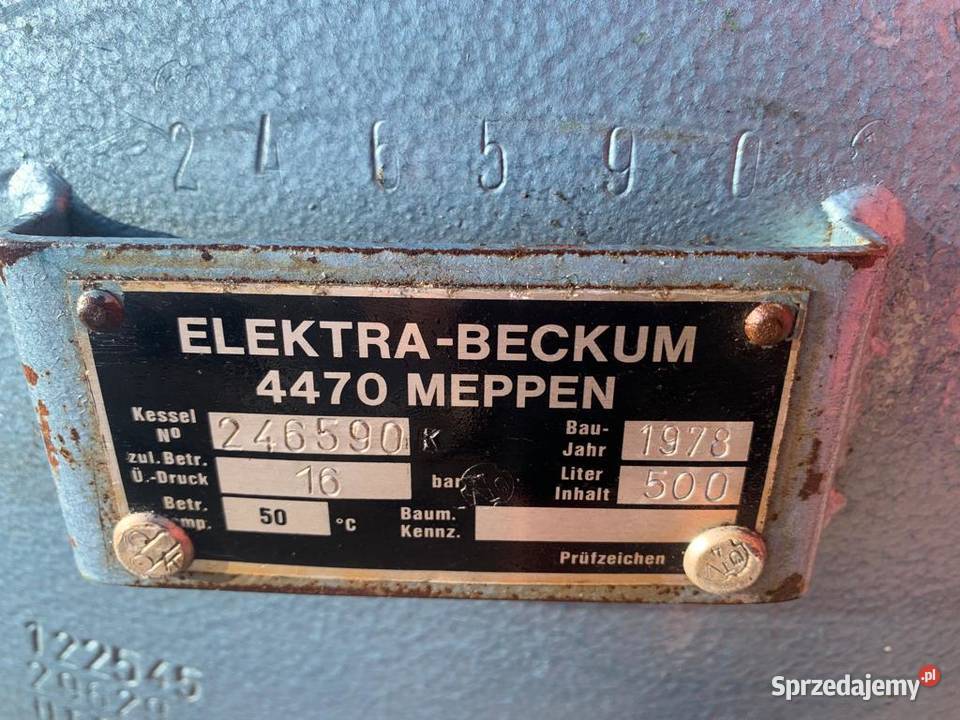 246590
ELEKTRA-BECKUM
4470 MEPPEN
Kessel Nº 246590 K
Bau-Jahr 1978
zul. Betr. Ü.-Druck 16 bar
Liter Inhalt 500
Betr. 50 °C
Baum. Kennz.
Prüfzeichen
122545
Sprzedajemy.pl